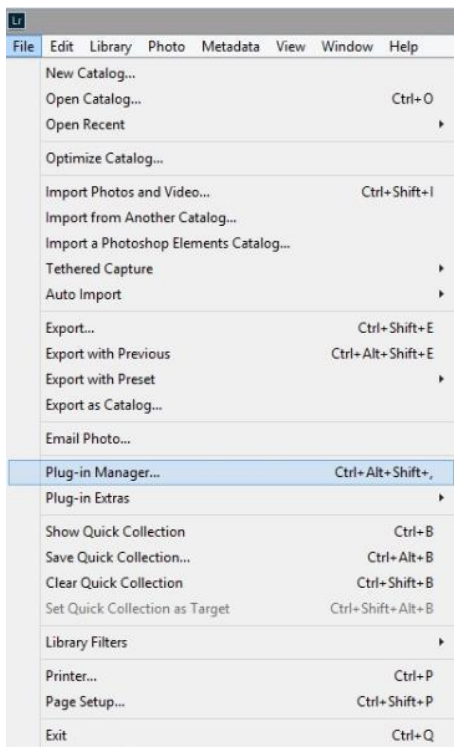 Lr
File Edit Library Photo Metadata View Window Help
New Catalog...
Open Catalog... Ctrl+O
Open Recent
Optimize Catalog...
Import Photos and Video... Ctrl+Shift+I
Import from Another Catalog...
Import a Photoshop Elements Catalog...
Tethered Capture
Auto Import
Export... Ctrl+Shift+E
Export with Previous Ctrl+Alt+Shift+E
Export with Preset
Export as Catalog...
Email Photo...
Plug-in Manager... Ctrl+Alt+Shift+,
Plug-in Extras
Show Quick Collection Ctrl+B
Save Quick Collection... Ctrl+Alt+B
Clear Quick Collection Ctrl+Shift+B
Set Quick Collection as Target Ctrl+Shift+Alt+B
Library Filters
Printer... Ctrl+P
Page Setup... Ctrl+Shift+P
Exit Ctrl+Q